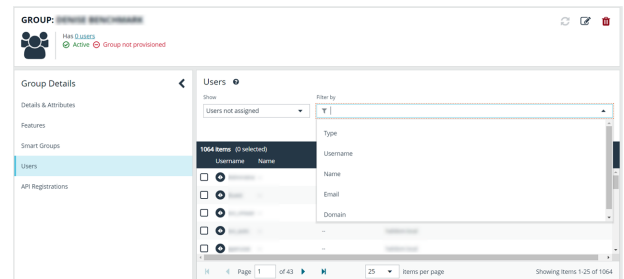 GROUP:
Has 0 users
Active Group not provisioned
Group Details
Details & Attributes
Features
Smart Groups
Users
API Registrations
Users
Show
Filter by
Users not assigned
Type
Username
Name
Email
Domain
1064 items (0 selected)
Username Name
--
Page 1 of 43
25 items per page
Showing Items 1-25 of 1064